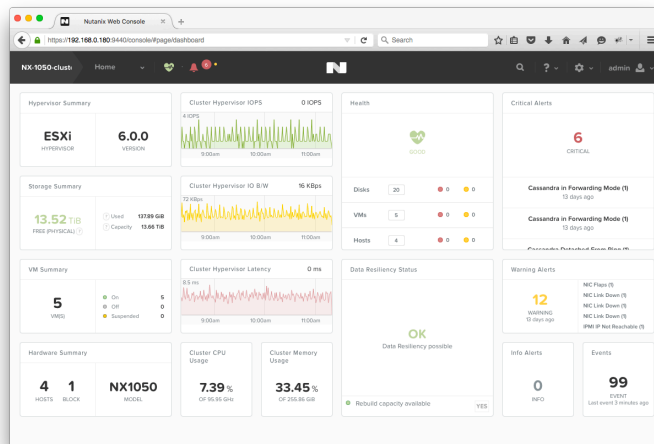 Nutanix Web Console
https://192.168.0.180:9440/console/#page/dashboard
Search
NX-1050-clust
Home
6
?
admin
Hypervisor Summary
ESXi
HYPERVISOR
6.0.0
VERSION
Cluster Hypervisor IOPS
0 IOPS
4 IOPS
9:00am 10:00am 11:00am
Health
GOOD
Disks 20 0 0
VMs 5 0 0
Hosts 4 0 0
Critical Alerts
6
CRITICAL
Cassandra in Forwarding Mode (1)
13 days ago
Cassandra in Forwarding Mode (1)
13 days ago
Cassandra Detached From Ring (1)
Storage Summary
13.52 TiB
FREE (PHYSICAL)
Used 137.89 GiB
Capacity 13.66 TiB
Cluster Hypervisor IO B/W
16 KBps
72 KBps
9:00am 10:00am 11:00am
VM Summary
5
VM(S)
On 5
Off 0
Suspended 0
Cluster Hypervisor Latency
0 ms
8.5 ms
9:00am 10:00am 11:00am
Data Resiliency Status
OK
Data Resiliency possible
Rebuild capacity available YES
Warning Alerts
12
WARNING
13 days ago
NIC Flaps (1)
NIC Link Down (1)
NIC Link Down (1)
NIC Link Down (1)
IPMI IP Not Reachable (1)
Hardware Summary
4
HOSTS
1
BLOCK
NX1050
MODEL
Cluster CPU
Usage
7.39 %
OF 95.95 GHz
Cluster Memory
Usage
33.45 %
OF 255.86 GiB
Info Alerts
0
INFO
Events
99
EVENT
Last event 3 minutes ago